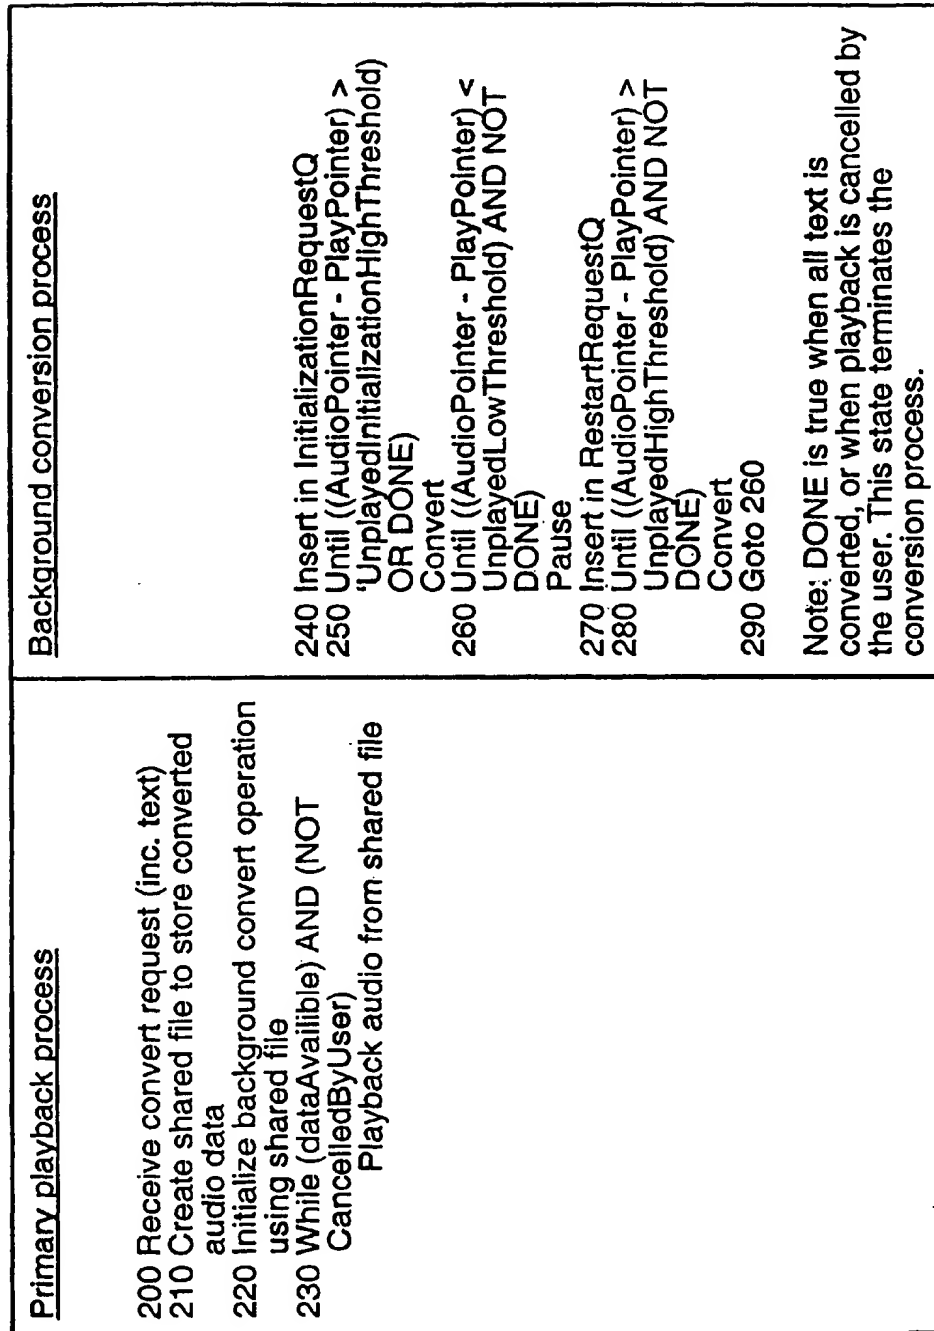 Primary playback process
200 Receive convert request (inc. text)
210 Create shared file to store converted
audio data
220 Initialize background convert operation
using shared file
230 While (dataAvailible) AND (NOT
CancelledByUser)
Playback audio from shared file
Background conversion process
240 Insert in InitializationRequestQ
250 Until ((AudioPointer - PlayPointer) >
'UnplayedInitializationHighThreshold)
OR DONE)
Convert
260 Until ((AudioPointer - PlayPointer) <
UnplayedLowThreshold) AND NOT
DONE)
Pause
270 Insert in RestartRequestQ
280 Until ((AudioPointer - PlayPointer) >
UnplayedHighThreshold) AND NOT
DONE)
Convert
290 Goto 260
Note: DONE is true when all text is
converted, or when playback is cancelled by
the user. This state terminates the
conversion process.